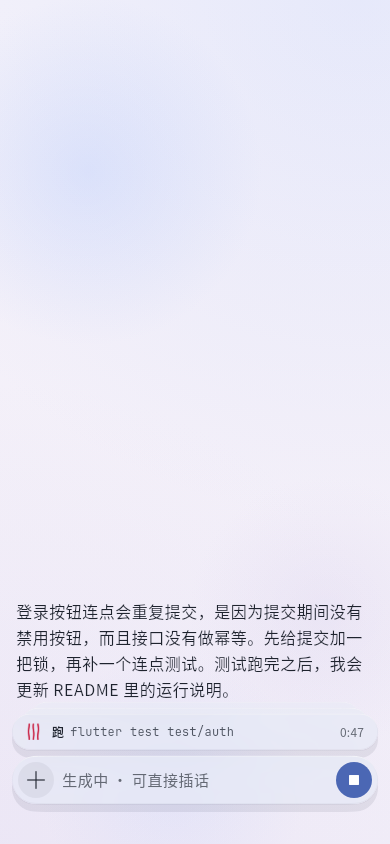 登录按钮连点会重复提交，是因为提交期间没有
禁用按钮，而且接口没有做幂等。先给提交加一
把锁，再补一个连点测试。测试跑完之后，我会
更新 README 里的运行说明。
跑 flutter test test/auth 0:47
生成中 · 可直接插话